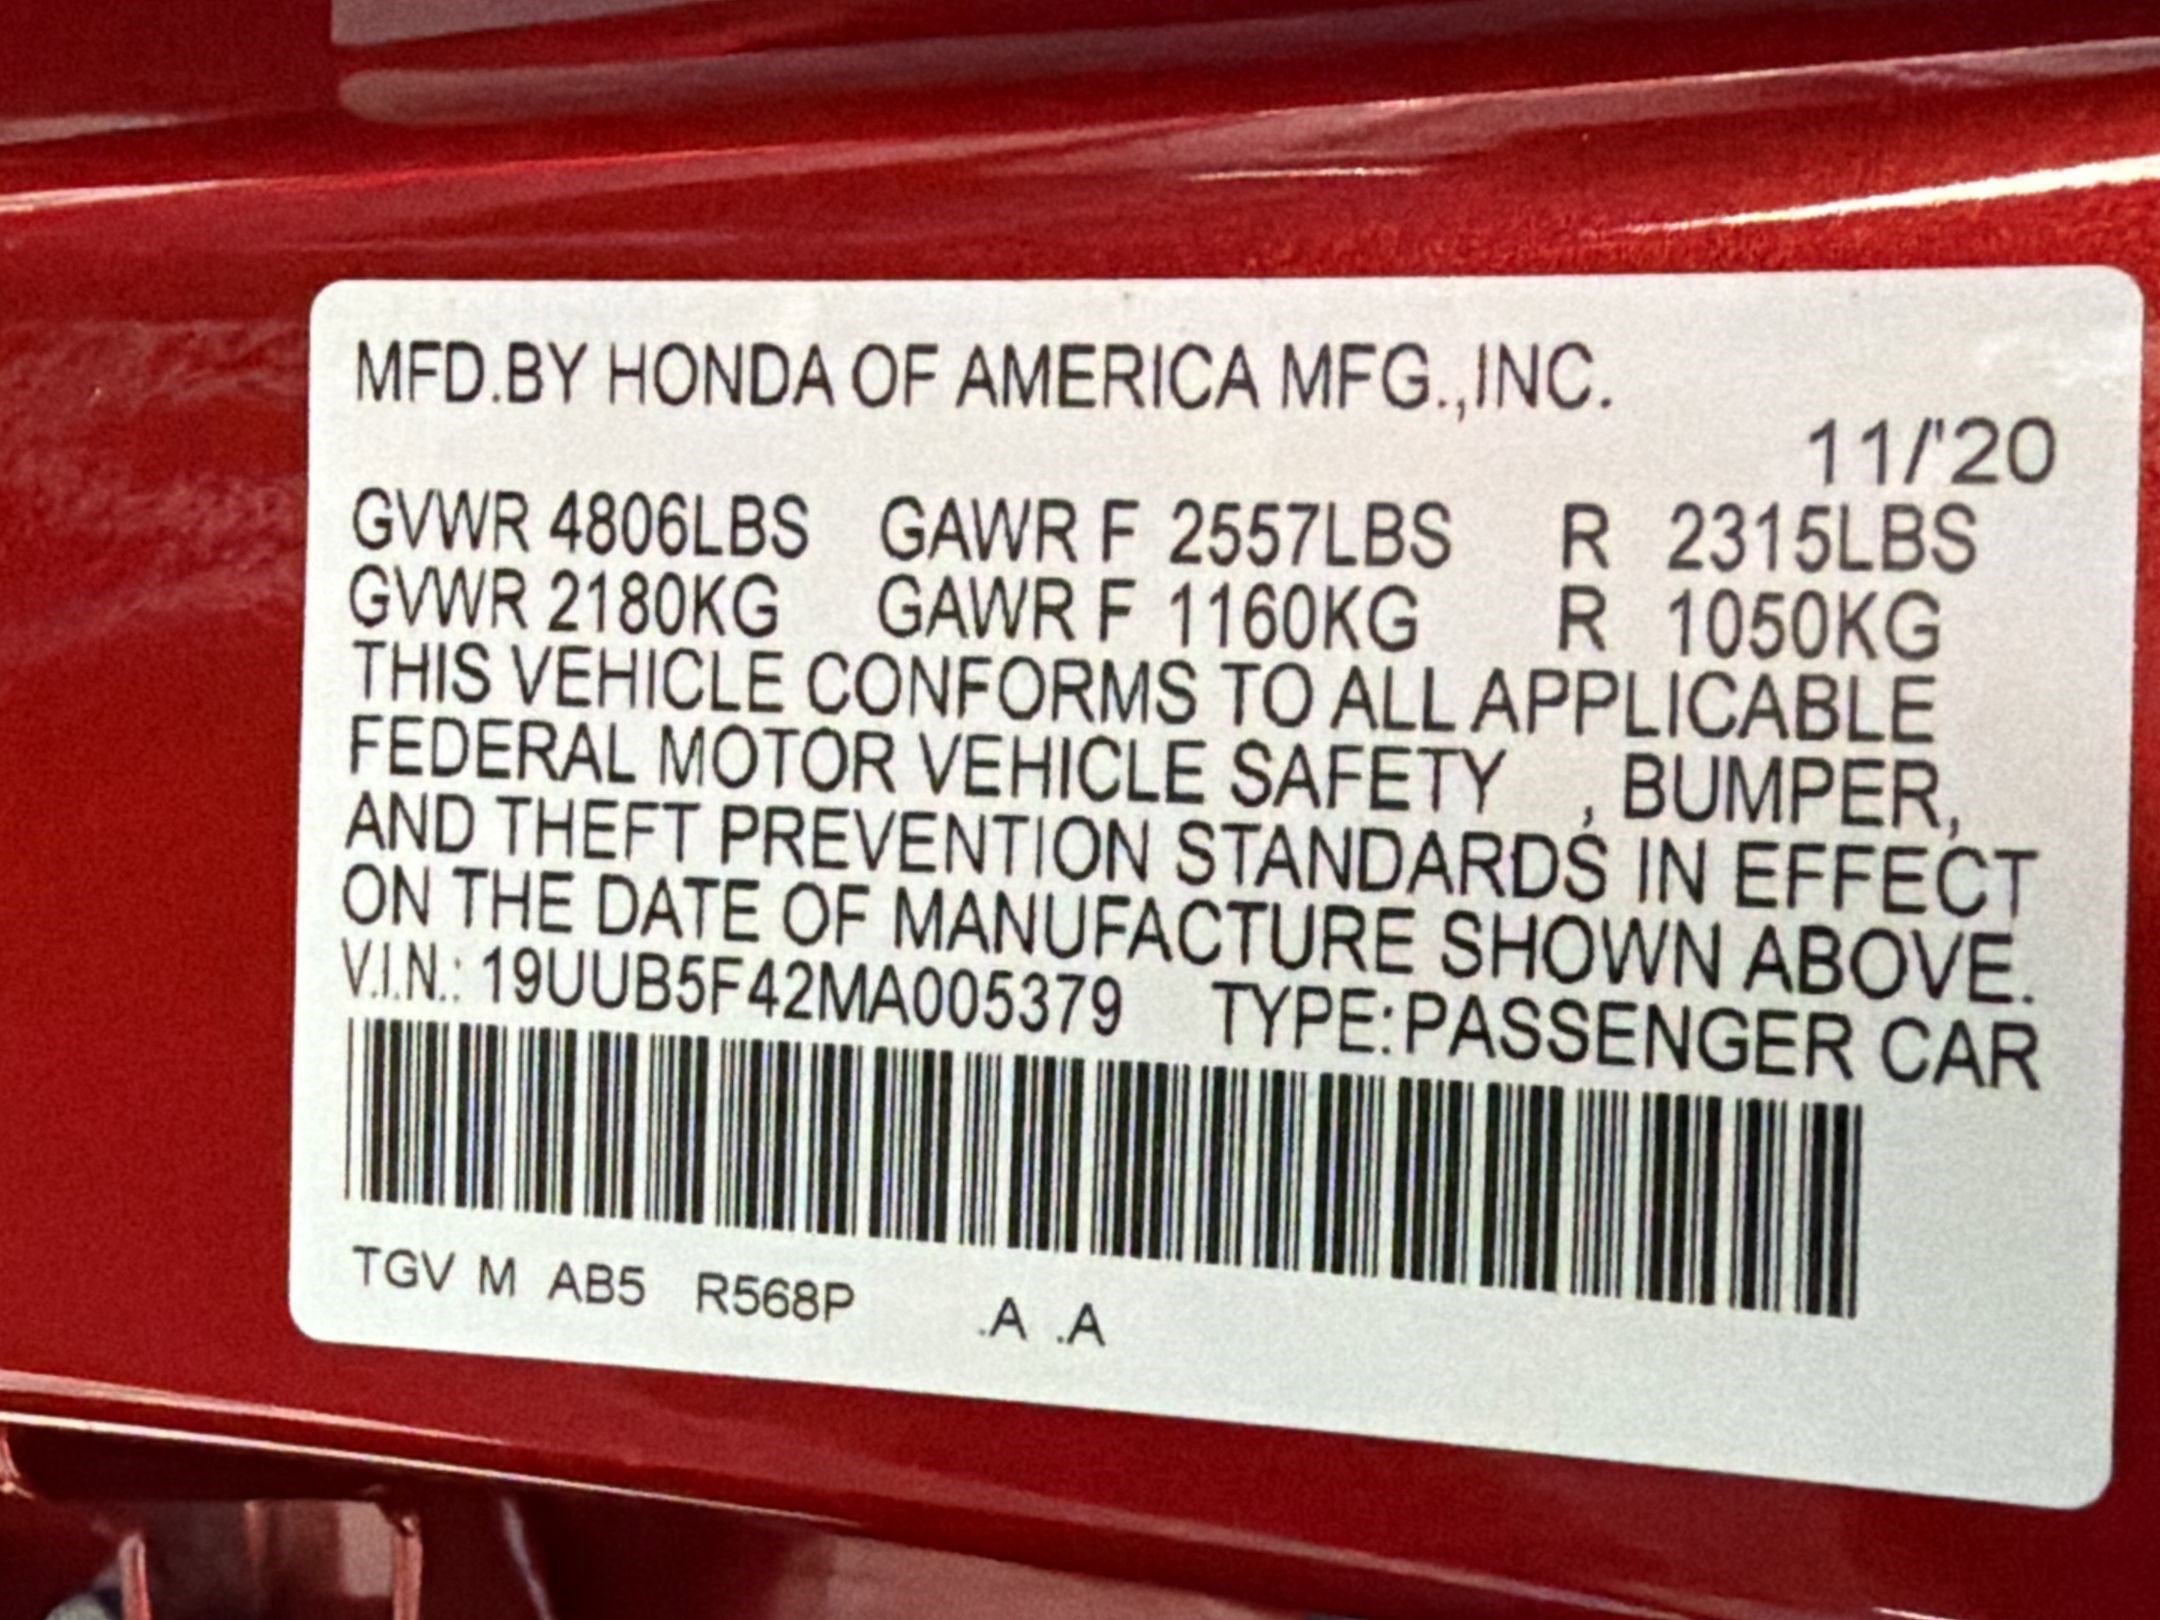 MFD.BY HONDA OF AMERICA MFG.,INC.
11/'20
GVWR 4806LBS GAWR F 2557LBS R 2315LBS
GVWR 2180KG GAWR F 1160KG R 1050KG
THIS VEHICLE CONFORMS TO ALL APPLICABLE
FEDERAL MOTOR VEHICLE SAFETY , BUMPER,
AND THEFT PREVENTION STANDARDS IN EFFECT
ON THE DATE OF MANUFACTURE SHOWN ABOVE.
V.I.N.: 19UUB5F42MA005379 TYPE:PASSENGER CAR
TGV M AB5 R568P .A .A